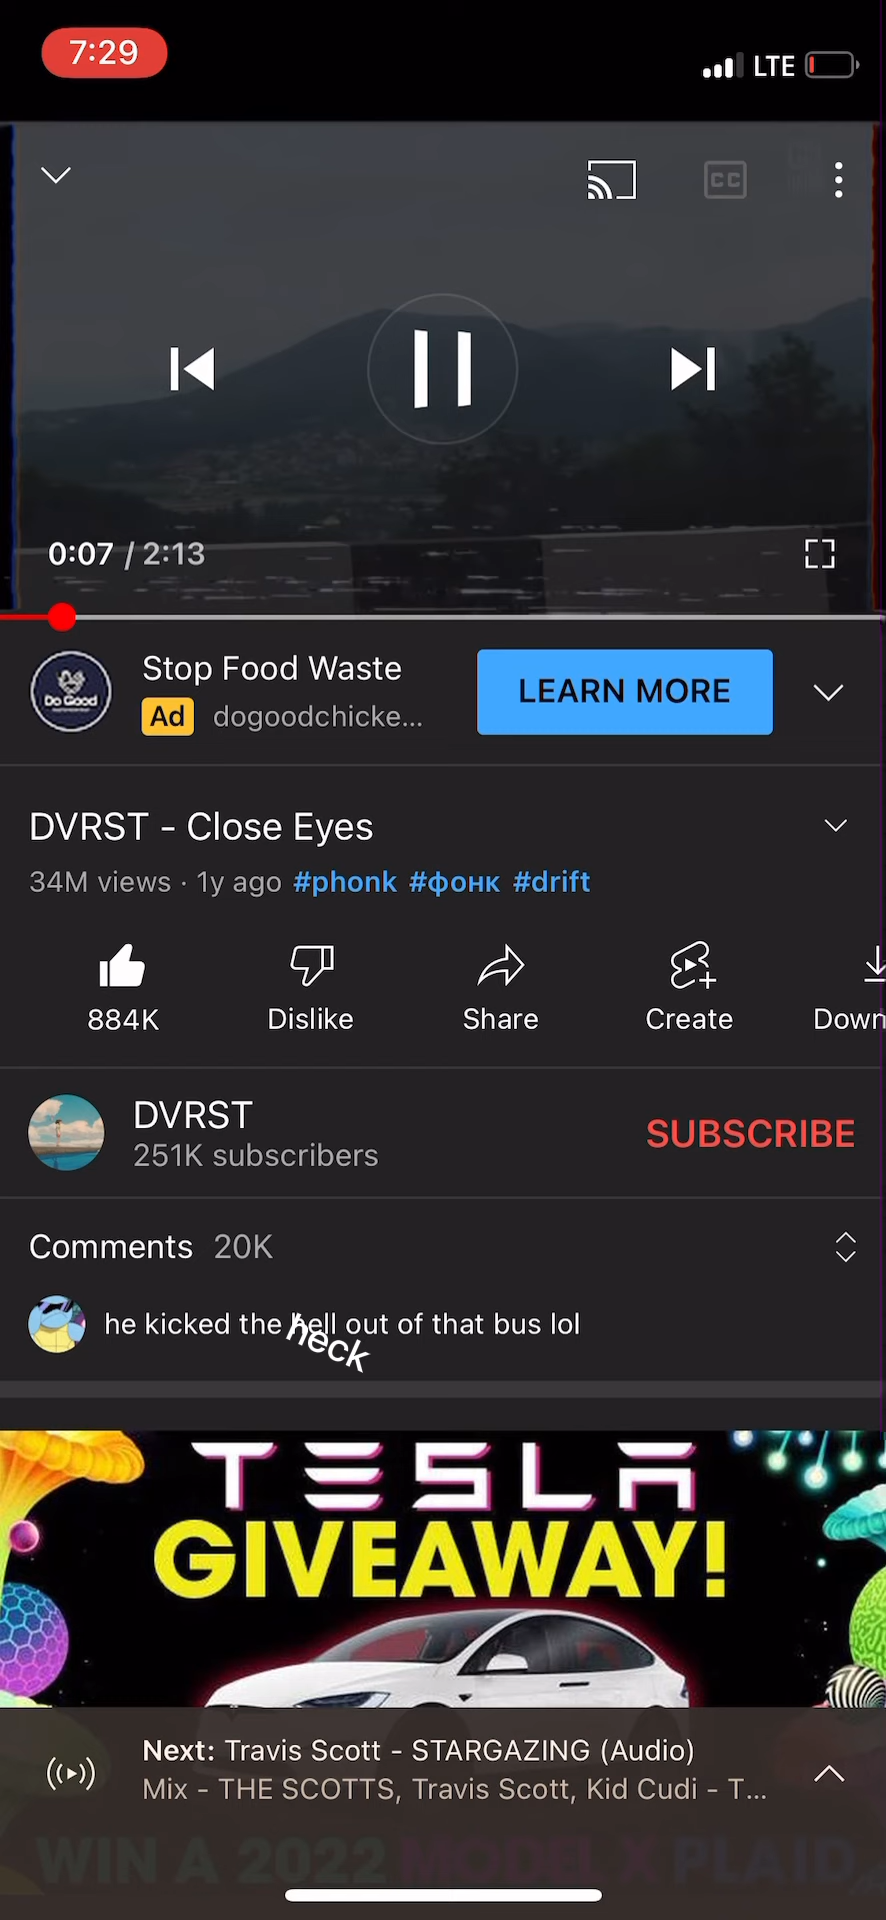 7:29
LTE
CC
0:07 / 2:13
Do Good
Stop Food Waste
LEARN MORE
Ad dogoodchicke...
DVRST - Close Eyes
34M views · 1y ago #phonk #фонк #drift
884K
Dislike
Share
Create
Down
DVRST
251K subscribers
SUBSCRIBE
Comments 20K
he kicked the hell out of that bus lol
heck
TESLA
GIVEAWAY!
Next: Travis Scott - STARGAZING (Audio)
Mix - THE SCOTTS, Travis Scott, Kid Cudi - T...
WIN A 2022 MODEL X PLAID